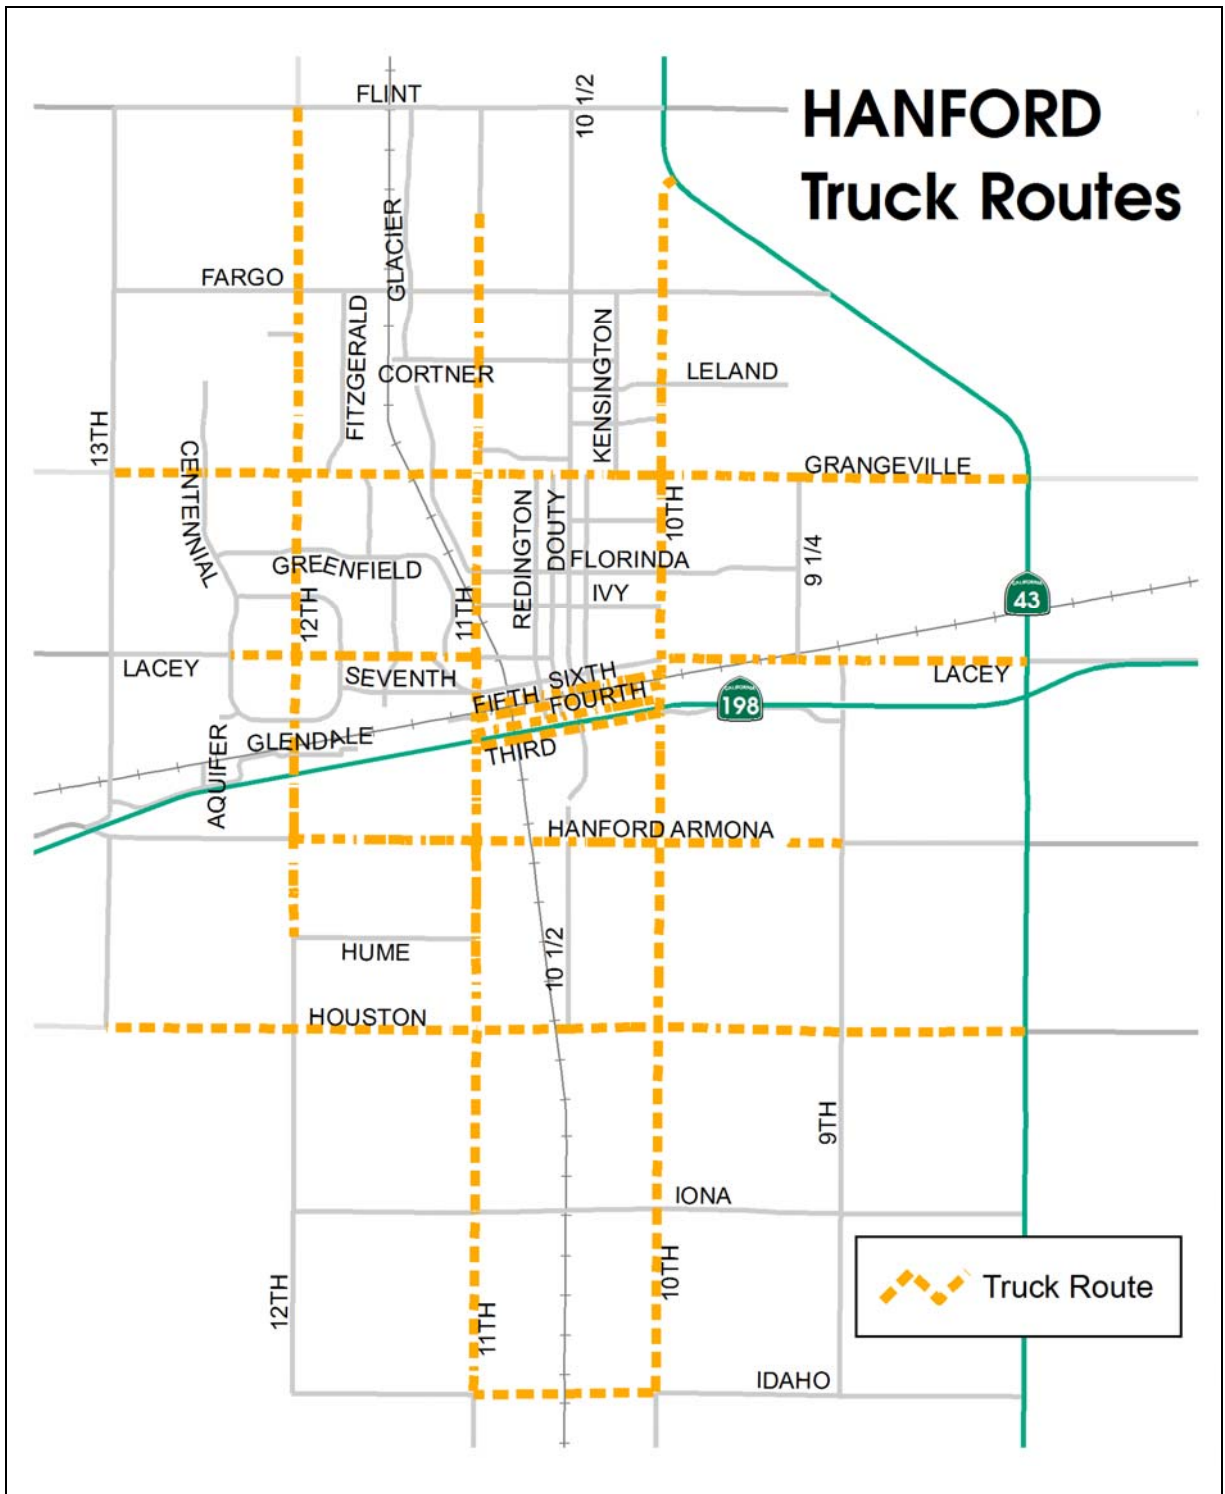 HANFORD
Truck Routes
FLINT
10 1/2
GLACIER
FARGO
FITZGERALD
KENSINGTON
CORTNER
LELAND
13TH
CENTENNIAL
GRANGEVILLE
10TH
REDINGTON
DOUTY
9 1/4
GREENFIELD
FLORINDA
IVY
12TH
11TH
CALIFORNIA
43
LACEY
SEVENTH
SIXTH
LACEY
FIFTH
FOURTH
CALIFORNIA
198
AQUIFER
GLENDALE
THIRD
HANFORD ARMONA
HUME
10 1/2
HOUSTON
9TH
IONA
12TH
11TH
10TH
Truck Route
IDAHO